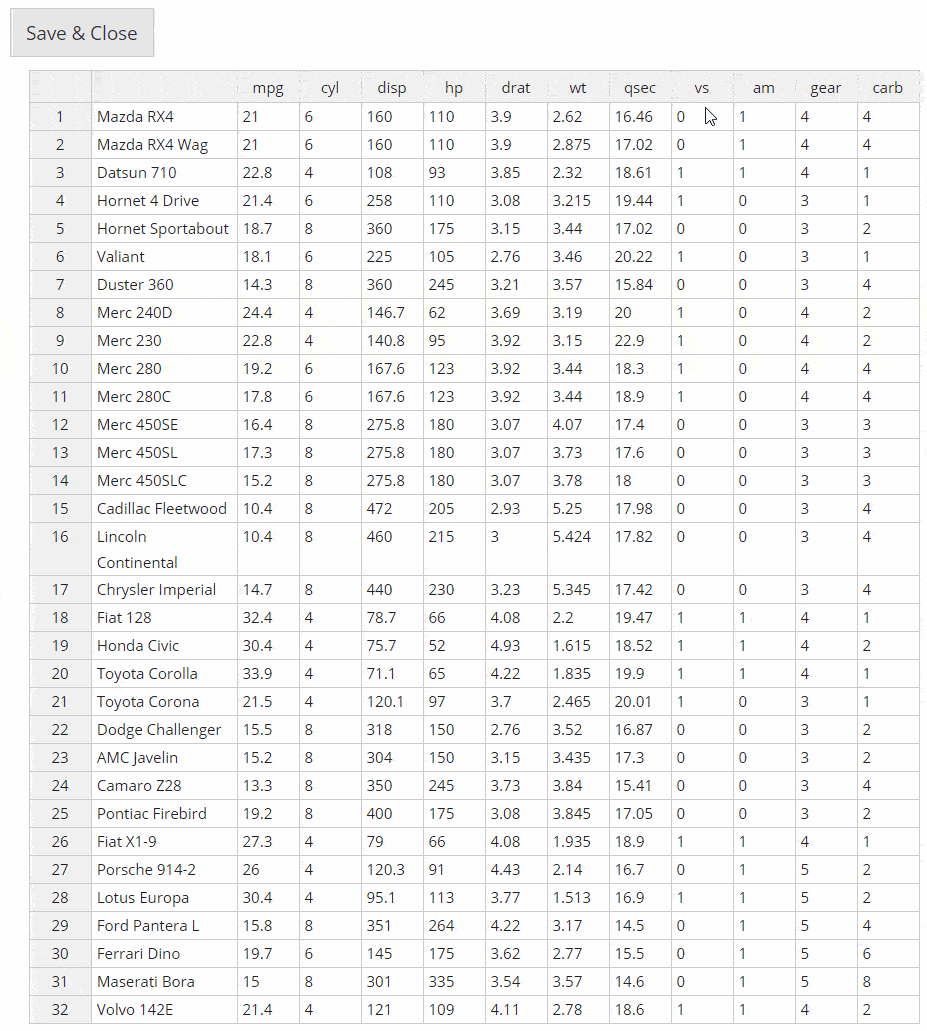 Save & Close
mpg cyl disp hp drat wt qsec vs am gear carb
1 Mazda RX4 21 6 160 110 3.9 2.62 16.46 0 1 4 4
2 Mazda RX4 Wag 21 6 160 110 3.9 2.875 17.02 0 1 4 4
3 Datsun 710 22.8 4 108 93 3.85 2.32 18.61 1 1 4 1
4 Hornet 4 Drive 21.4 6 258 110 3.08 3.215 19.44 1 0 3 1
5 Hornet Sportabout 18.7 8 360 175 3.15 3.44 17.02 0 0 3 2
6 Valiant 18.1 6 225 105 2.76 3.46 20.22 1 0 3 1
7 Duster 360 14.3 8 360 245 3.21 3.57 15.84 0 0 3 4
8 Merc 240D 24.4 4 146.7 62 3.69 3.19 20 1 0 4 2
9 Merc 230 22.8 4 140.8 95 3.92 3.15 22.9 1 0 4 2
10 Merc 280 19.2 6 167.6 123 3.92 3.44 18.3 1 0 4 4
11 Merc 280C 17.8 6 167.6 123 3.92 3.44 18.9 1 0 4 4
12 Merc 450SE 16.4 8 275.8 180 3.07 4.07 17.4 0 0 3 3
13 Merc 450SL 17.3 8 275.8 180 3.07 3.73 17.6 0 0 3 3
14 Merc 450SLC 15.2 8 275.8 180 3.07 3.78 18 0 0 3 3
15 Cadillac Fleetwood 10.4 8 472 205 2.93 5.25 17.98 0 0 3 4
16 Lincoln 10.4 8 460 215 3 5.424 17.82 0 0 3 4
Continental
17 Chrysler Imperial 14.7 8 440 230 3.23 5.345 17.42 0 0 3 4
18 Fiat 128 32.4 4 78.7 66 4.08 2.2 19.47 1 1 4 1
19 Honda Civic 30.4 4 75.7 52 4.93 1.615 18.52 1 1 4 2
20 Toyota Corolla 33.9 4 71.1 65 4.22 1.835 19.9 1 1 4 1
21 Toyota Corona 21.5 4 120.1 97 3.7 2.465 20.01 1 0 3 1
22 Dodge Challenger 15.5 8 318 150 2.76 3.52 16.87 0 0 3 2
23 AMC Javelin 15.2 8 304 150 3.15 3.435 17.3 0 0 3 2
24 Camaro Z28 13.3 8 350 245 3.73 3.84 15.41 0 0 3 4
25 Pontiac Firebird 19.2 8 400 175 3.08 3.845 17.05 0 0 3 2
26 Fiat X1-9 27.3 4 79 66 4.08 1.935 18.9 1 1 4 1
27 Porsche 914-2 26 4 120.3 91 4.43 2.14 16.7 0 1 5 2
28 Lotus Europa 30.4 4 95.1 113 3.77 1.513 16.9 1 1 5 2
29 Ford Pantera L 15.8 8 351 264 4.22 3.17 14.5 0 1 5 4
30 Ferrari Dino 19.7 6 145 175 3.62 2.77 15.5 0 1 5 6
31 Maserati Bora 15 8 301 335 3.54 3.57 14.6 0 1 5 8
32 Volvo 142E 21.4 4 121 109 4.11 2.78 18.6 1 1 4 2